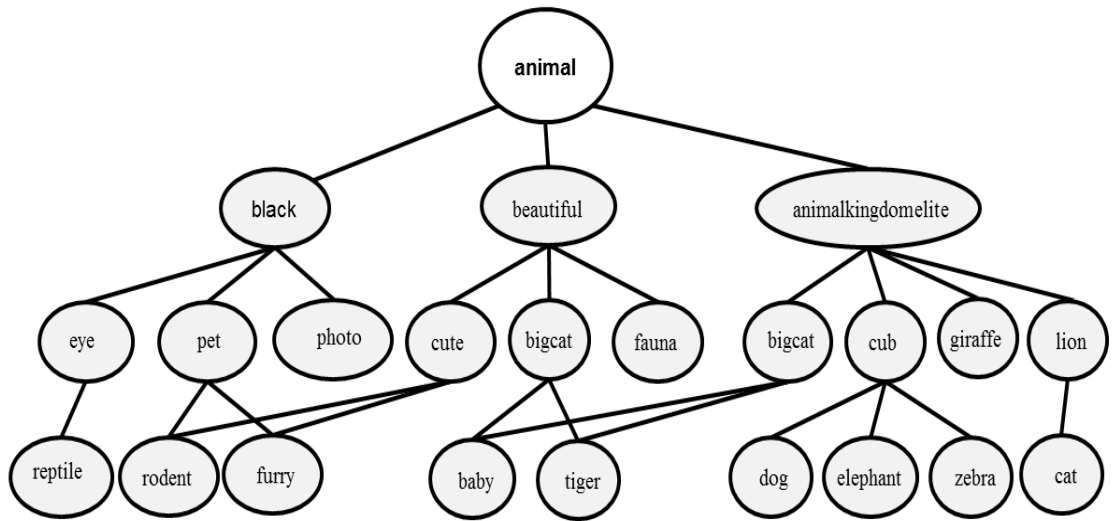 animal
black
beautiful
animalkingdomelite
eye
pet
photo
cute
bigcat
fauna
bigcat
cub
giraffe
lion
reptile
rodent
furry
baby
tiger
dog
elephant
zebra
cat